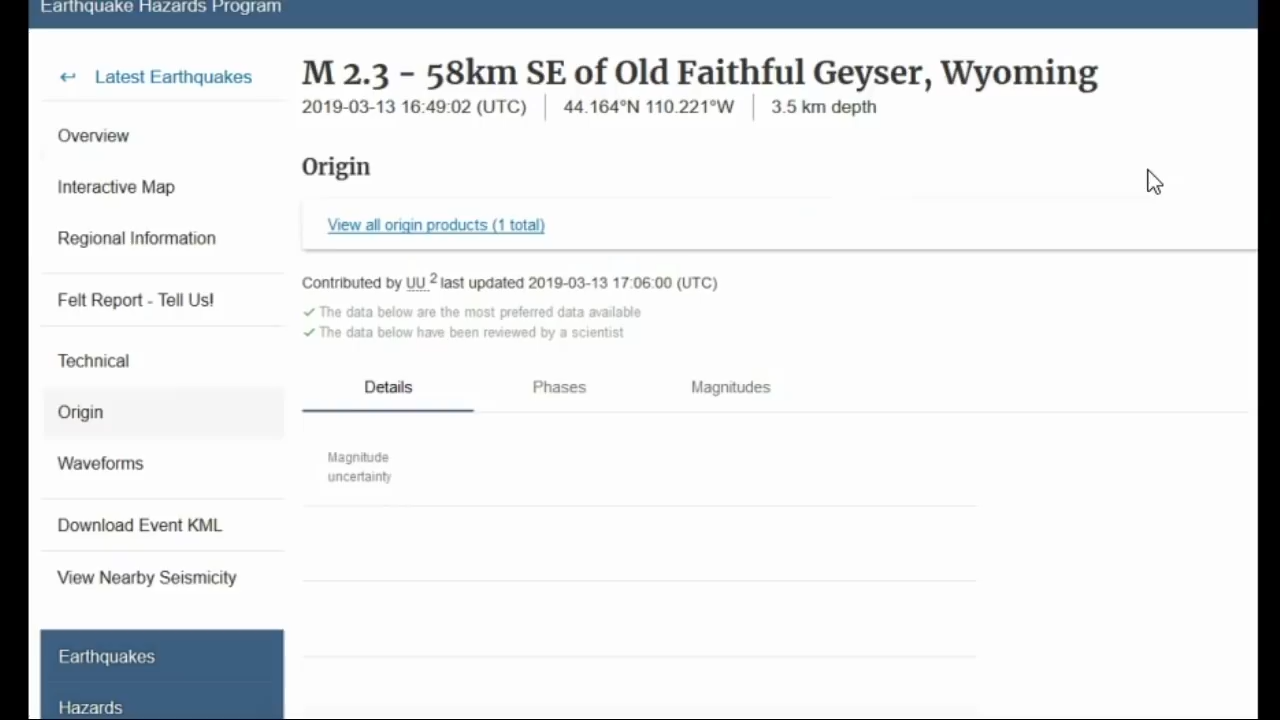 Earthquake Hazards Program
↩ Latest Earthquakes
Overview
Interactive Map
Regional Information
Felt Report - Tell Us!
Technical
Origin
Waveforms
Download Event KML
View Nearby Seismicity
Earthquakes
Hazards
M 2.3 - 58km SE of Old Faithful Geyser, Wyoming
2019-03-13 16:49:02 (UTC) | 44.164°N 110.221°W | 3.5 km depth
Origin
View all origin products (1 total)
Contributed by UU 2 last updated 2019-03-13 17:06:00 (UTC)
✓ The data below are the most preferred data available
✓ The data below have been reviewed by a scientist
Details Phases Magnitudes
Magnitude
uncertainty